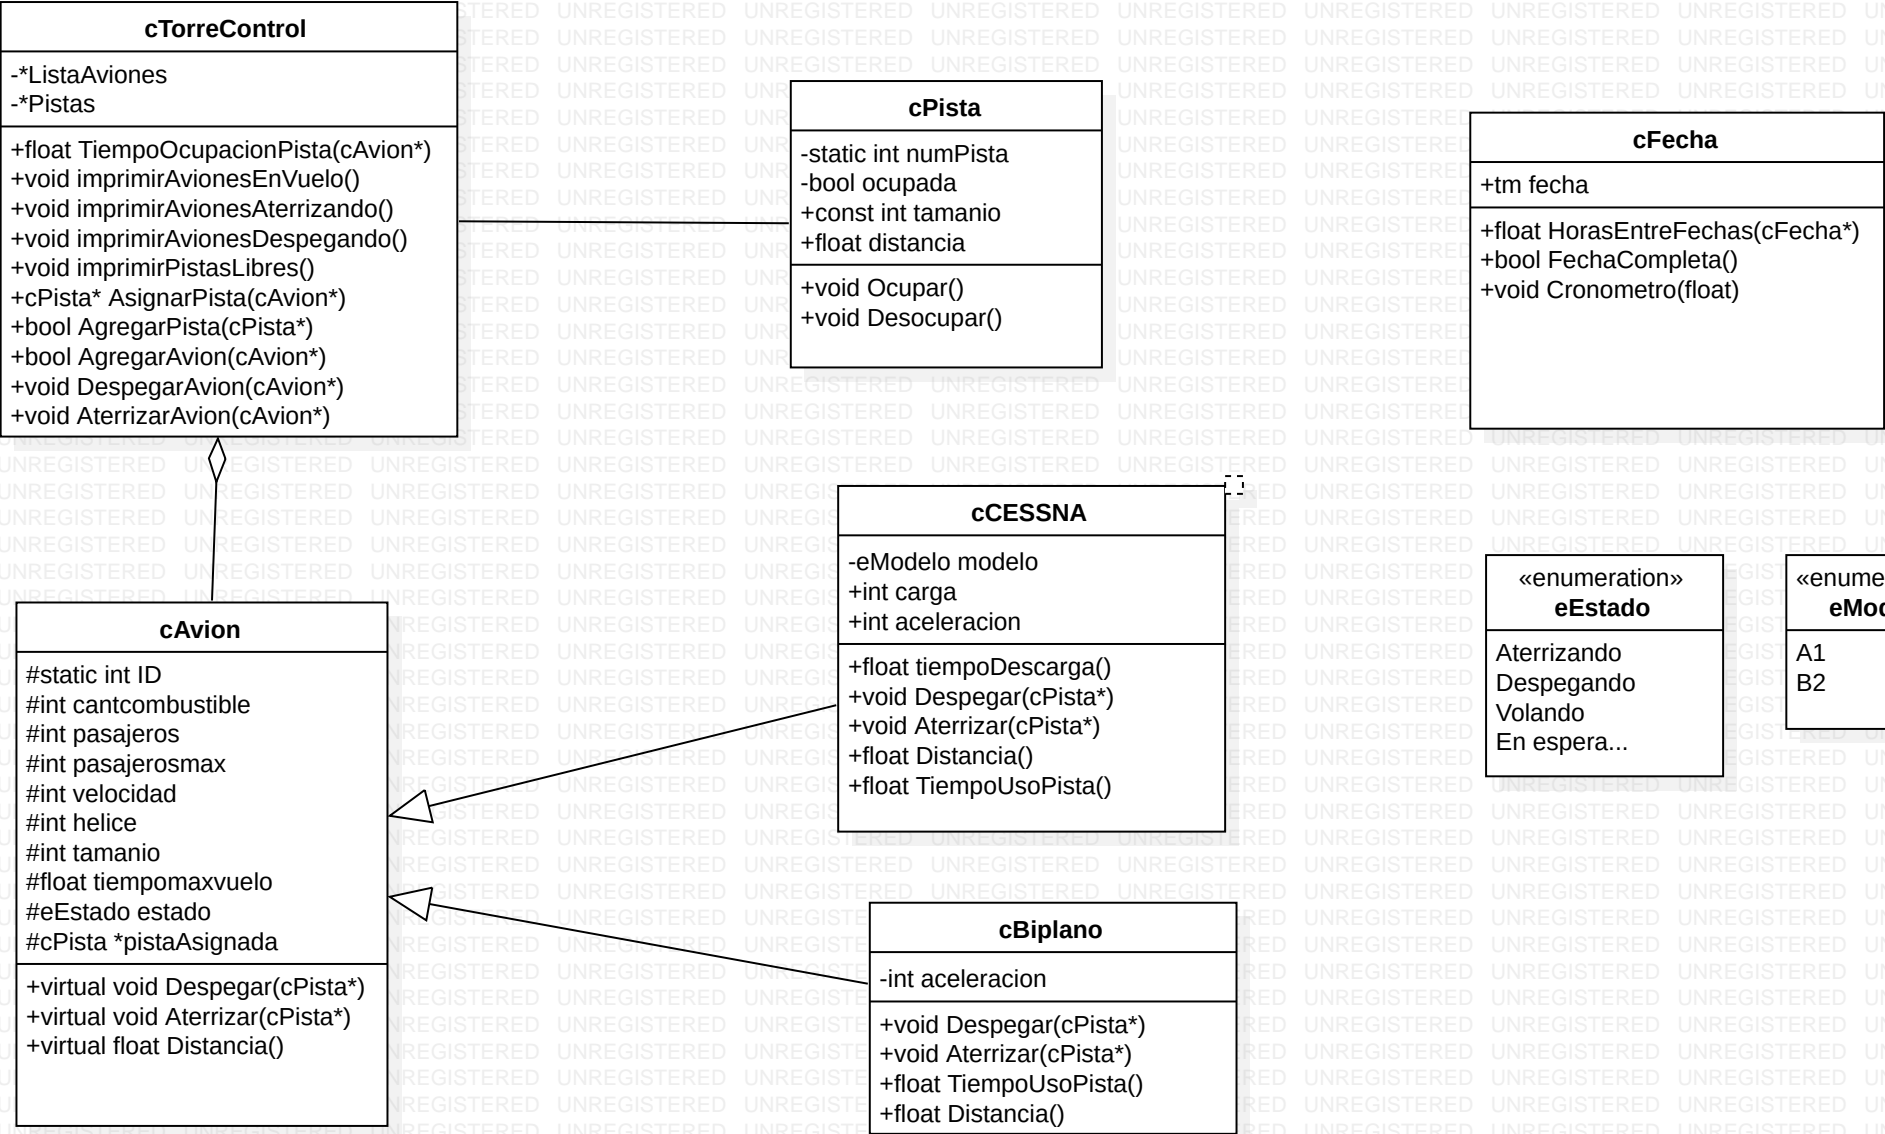 cTorreControl
-*ListaAviones
-*Pistas
+float TiempoOcupacionPista(cAvion*)
+void imprimirAvionesEnVuelo()
+void imprimirAvionesAterrizando()
+void imprimirAvionesDespegando()
+void imprimirPistasLibres()
+cPista* AsignarPista(cAvion*)
+bool AgregarPista(cPista*)
+bool AgregarAvion(cAvion*)
+void DespegarAvion(cAvion*)
+void AterrizarAvion(cAvion*)
cPista
-static int numPista
-bool ocupada
+const int tamanio
+float distancia
+void Ocupar()
+void Desocupar()
cFecha
+tm fecha
+float HorasEntreFechas(cFecha*)
+bool FechaCompleta()
+void Cronometro(float)
cCESSNA
-eModelo modelo
+int carga
+int aceleracion
+float tiempoDescarga()
+void Despegar(cPista*)
+void Aterrizar(cPista*)
+float Distancia()
+float TiempoUsoPista()
«enumeration»
eEstado
Aterrizando
Despegando
Volando
En espera...
A1
B2
cAvion
#static int ID
#int cantcombustible
#int pasajeros
#int pasajerosmax
#int velocidad
#int helice
#int tamanio
#float tiempomaxvuelo
#eEstado estado
#cPista *pistaAsignada
+virtual void Despegar(cPista*)
+virtual void Aterrizar(cPista*)
+virtual float Distancia()
cBiplano
-int aceleracion
+void Despegar(cPista*)
+void Aterrizar(cPista*)
+float TiempoUsoPista()
+float Distancia()